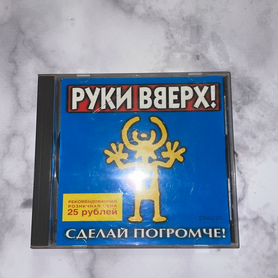 РУКИ ВВЕРХ!
РЕКОМЕНДОВАННАЯ
РОЗНИЧНАЯ ЦЕНА
25 рублей
СДЕЛАЙ ПОГРОМЧЕ!